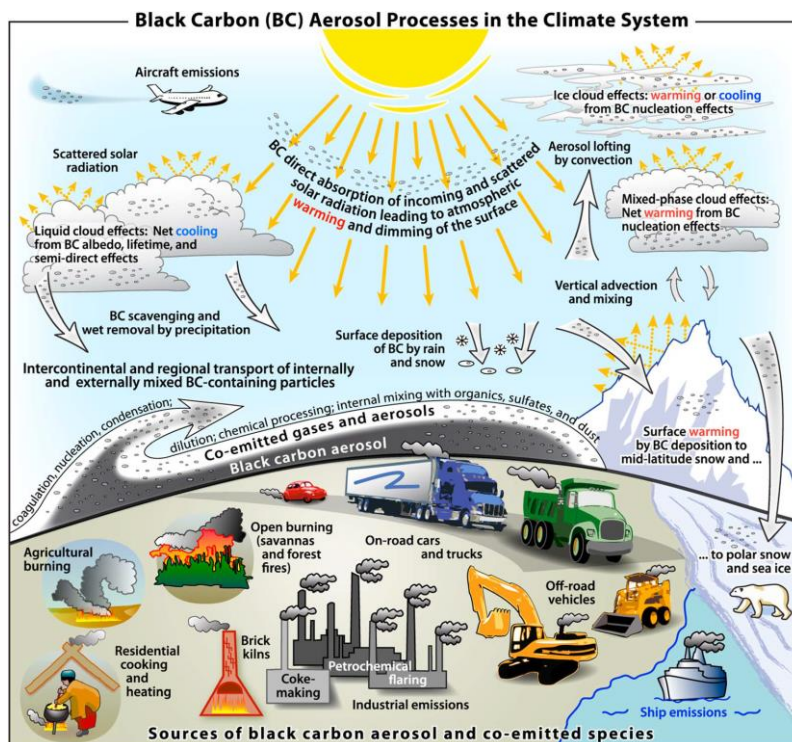 Black Carbon (BC) Aerosol Processes in the Climate System
Aircraft emissions
Ice cloud effects: warming or cooling
from BC nucleation effects
Scattered solar
radiation
BC direct absorption of incoming and scattered
solar radiation leading to atmospheric
warming and dimming of the surface
Aerosol lofting
by convection
Liquid cloud effects: Net cooling
from BC albedo, lifetime, and
semi-direct effects
Mixed-phase cloud effects:
Net warming from BC
nucleation effects
BC scavenging and
wet removal by precipitation
Vertical advection
and mixing
Surface deposition
of BC by rain
and snow
Intercontinental and regional transport of internally
and externally mixed BC-containing particles
coagulation, nucleation, condensation;
dilution; chemical processing; internal mixing with organics, sulfates, and dust
Co-emitted gases and aerosols
Black carbon aerosol
Surface warming
by BC deposition to
mid-latitude snow and ...
... to polar snow
and sea ice
Agricultural
burning
Open burning
(savannas
and forest
fires)
On-road cars
and trucks
Off-road
vehicles
Residential
cooking
and
heating
Brick
kilns
Coke-
making
Petrochemical
flaring
Industrial emissions
Ship emissions
Sources of black carbon aerosol and co-emitted species